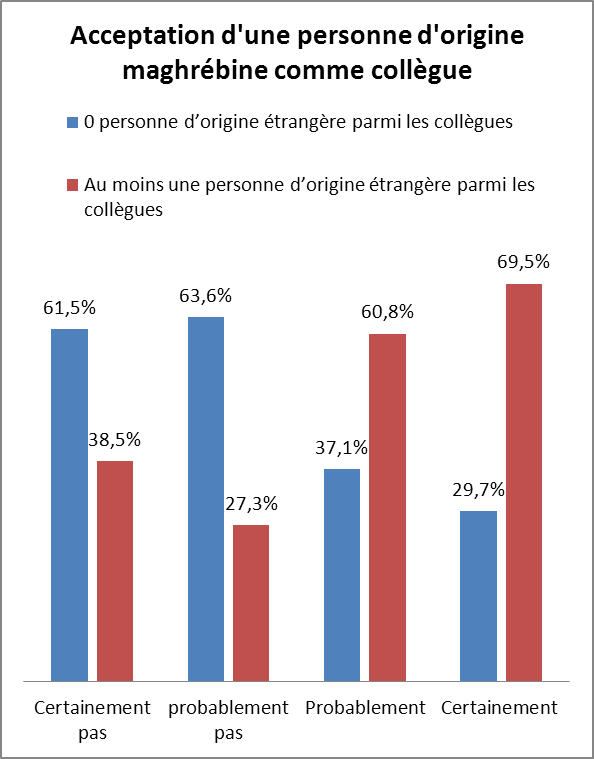 Acceptation d'une personne d'origine
maghrébine comme collègue
0 personne d’origine étrangère parmi les collègues
Au moins une personne d’origine étrangère parmi les
collègues
61,5%
38,5%
63,6%
27,3%
37,1%
60,8%
29,7%
69,5%
Certainement
pas
probablement
pas
Probablement
Certainement